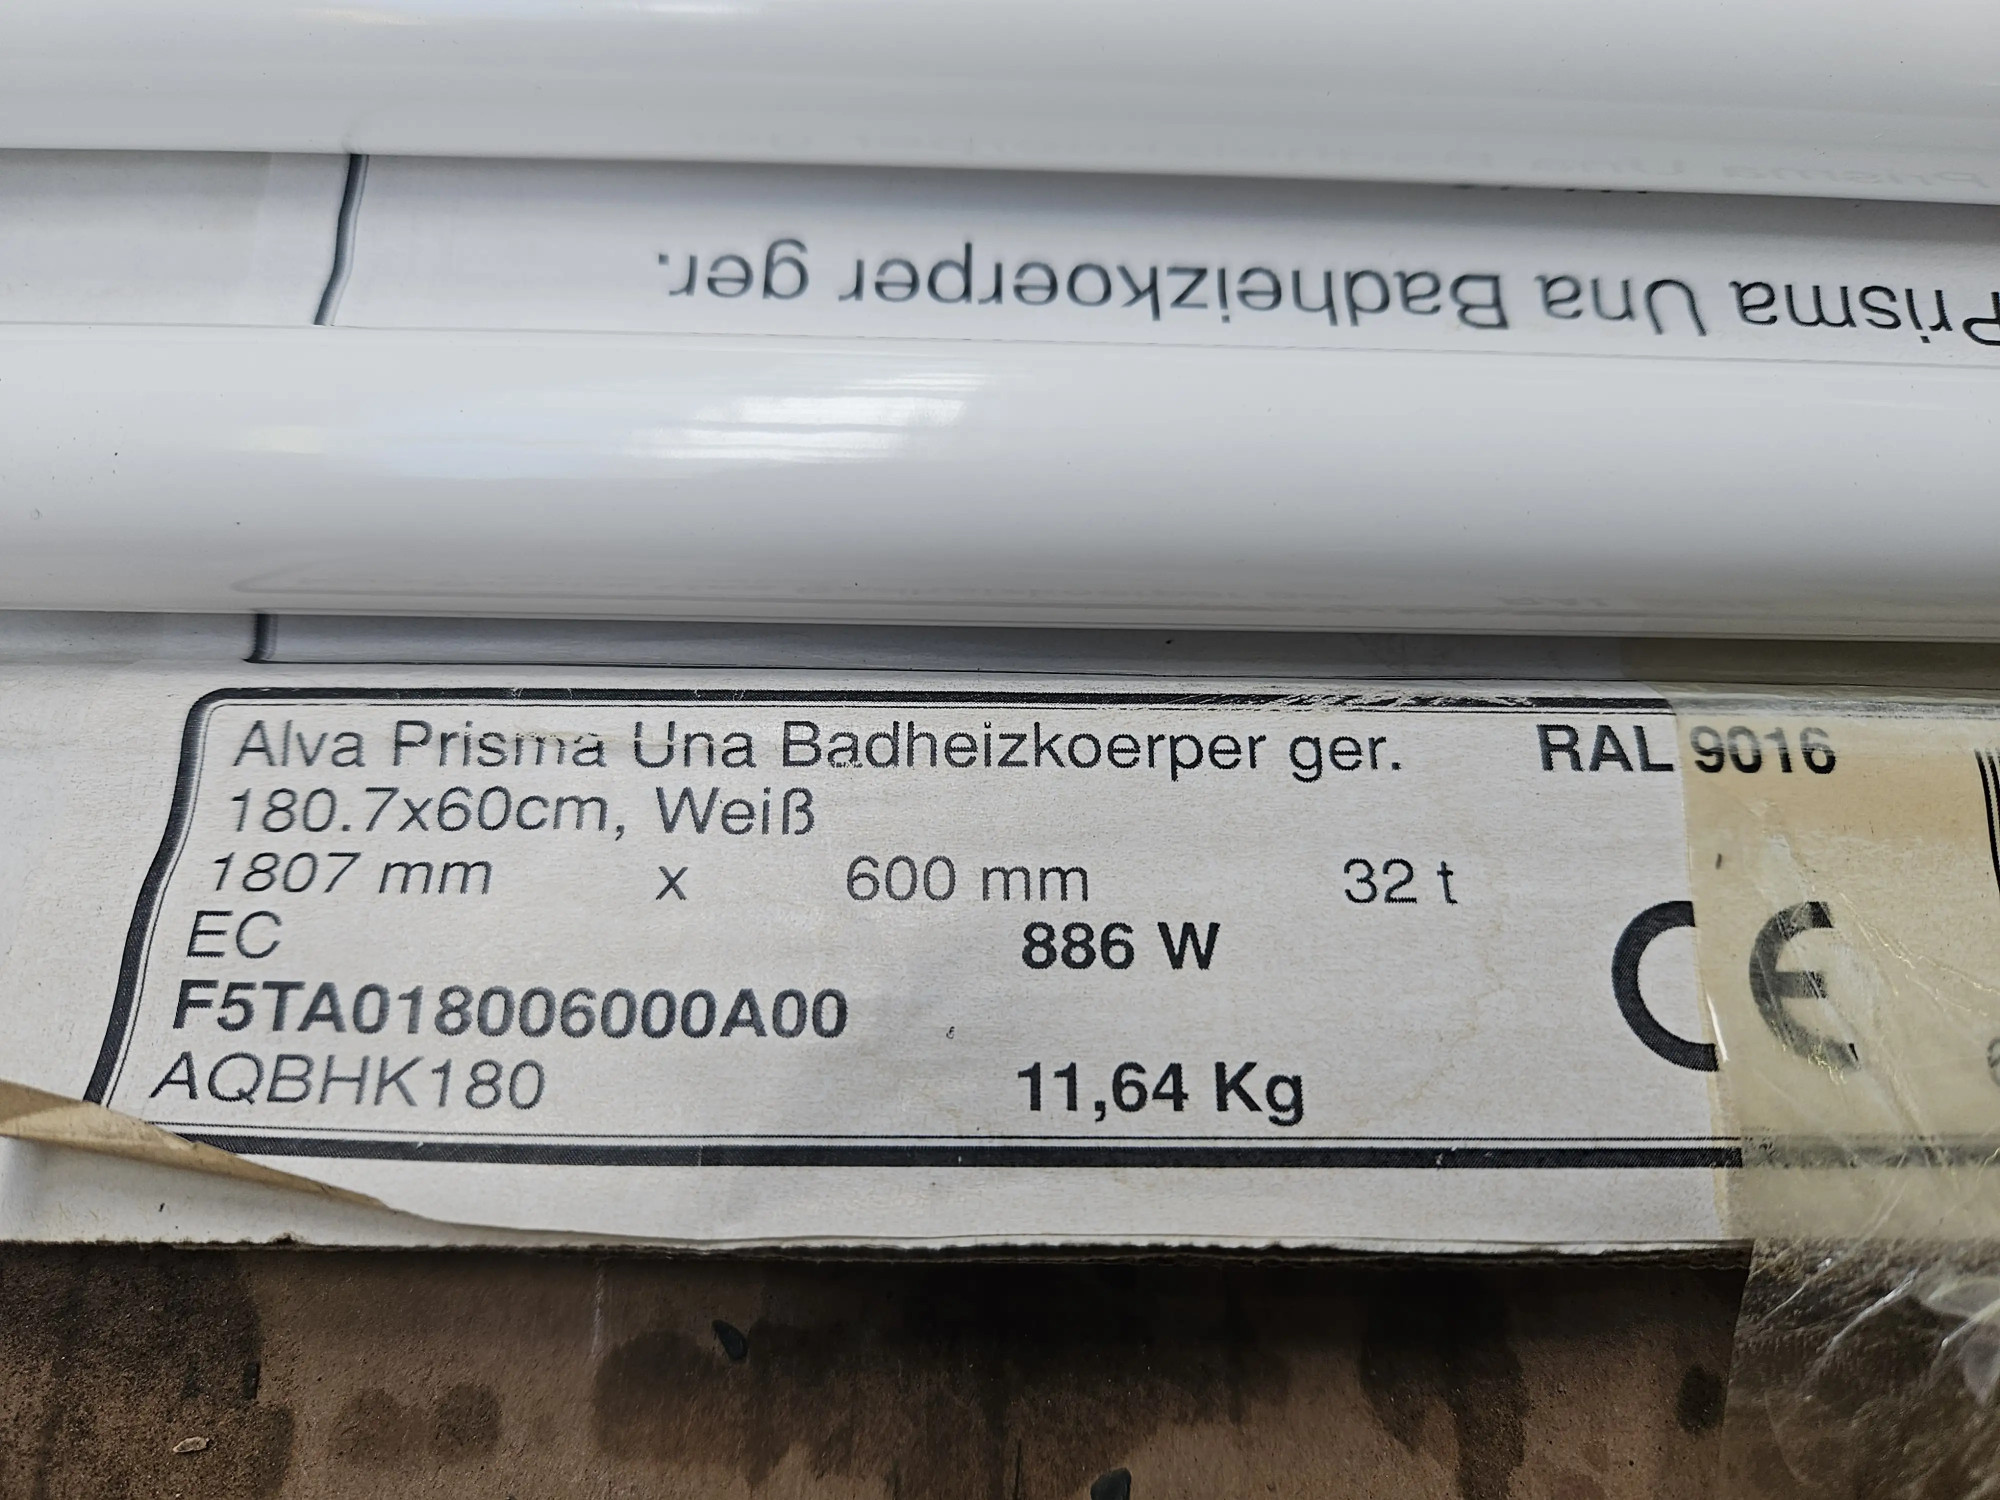 Prisma Una Badheizkoerper ger.
Alva Prisma Una Badheizkoerper ger. RAL 9016
180.7x60cm, Weiß
1807 mm x 600 mm 32 t
EC 886 W
F5TA018006000A00
AQBHK180 11,64 Kg
CE